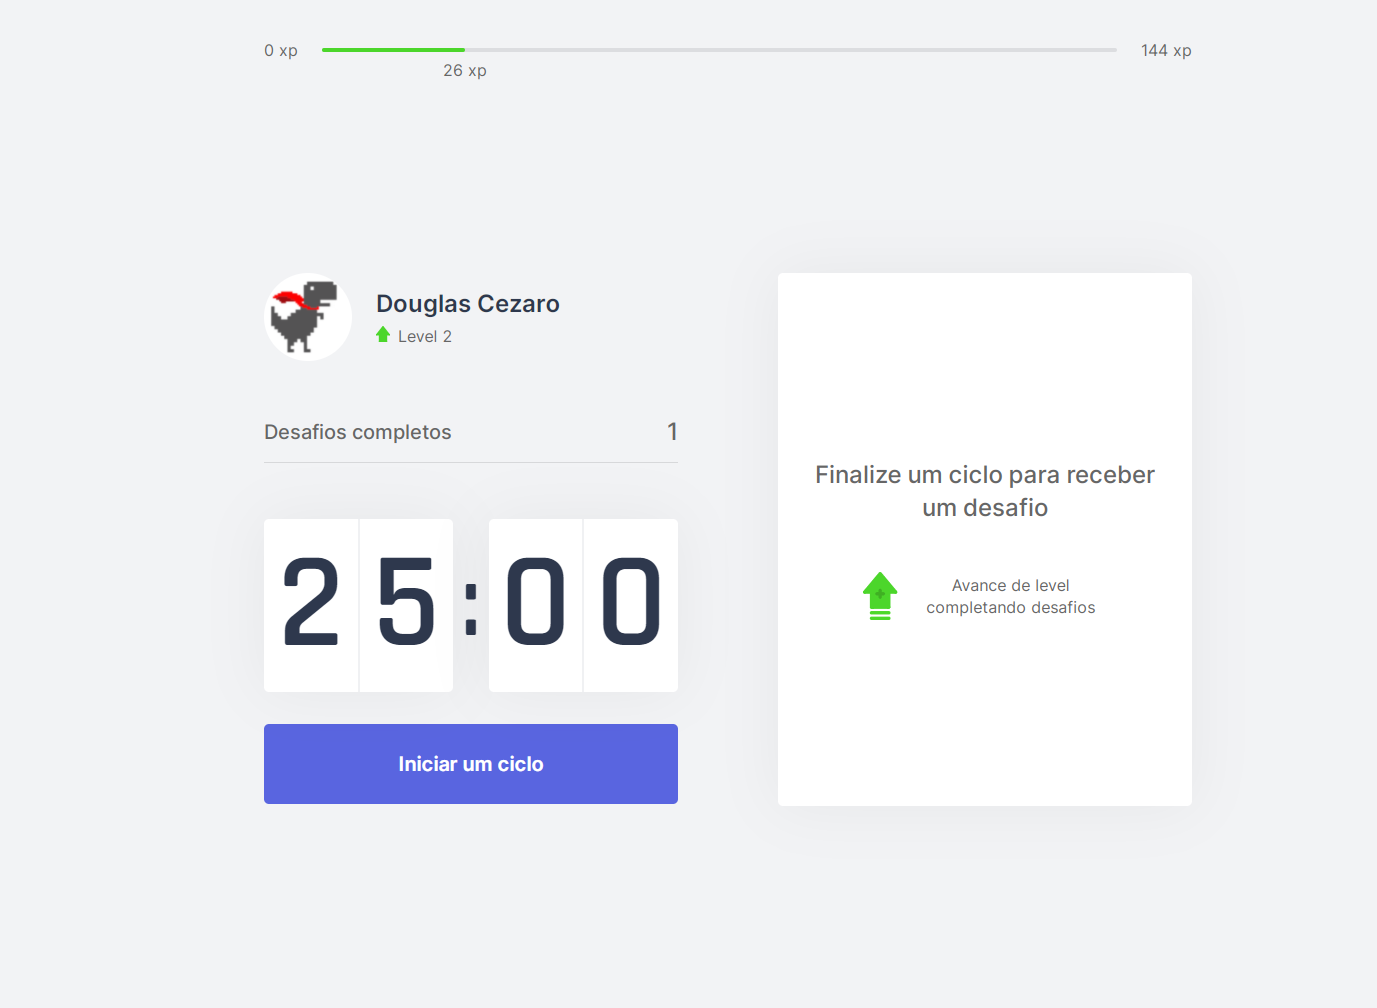 0 xp
144 xp
26 xp
Douglas Cezaro
Level 2
Desafios completos
1
25:00
Iniciar um ciclo
Finalize um ciclo para receber
um desafio
Avance de level
completando desafios